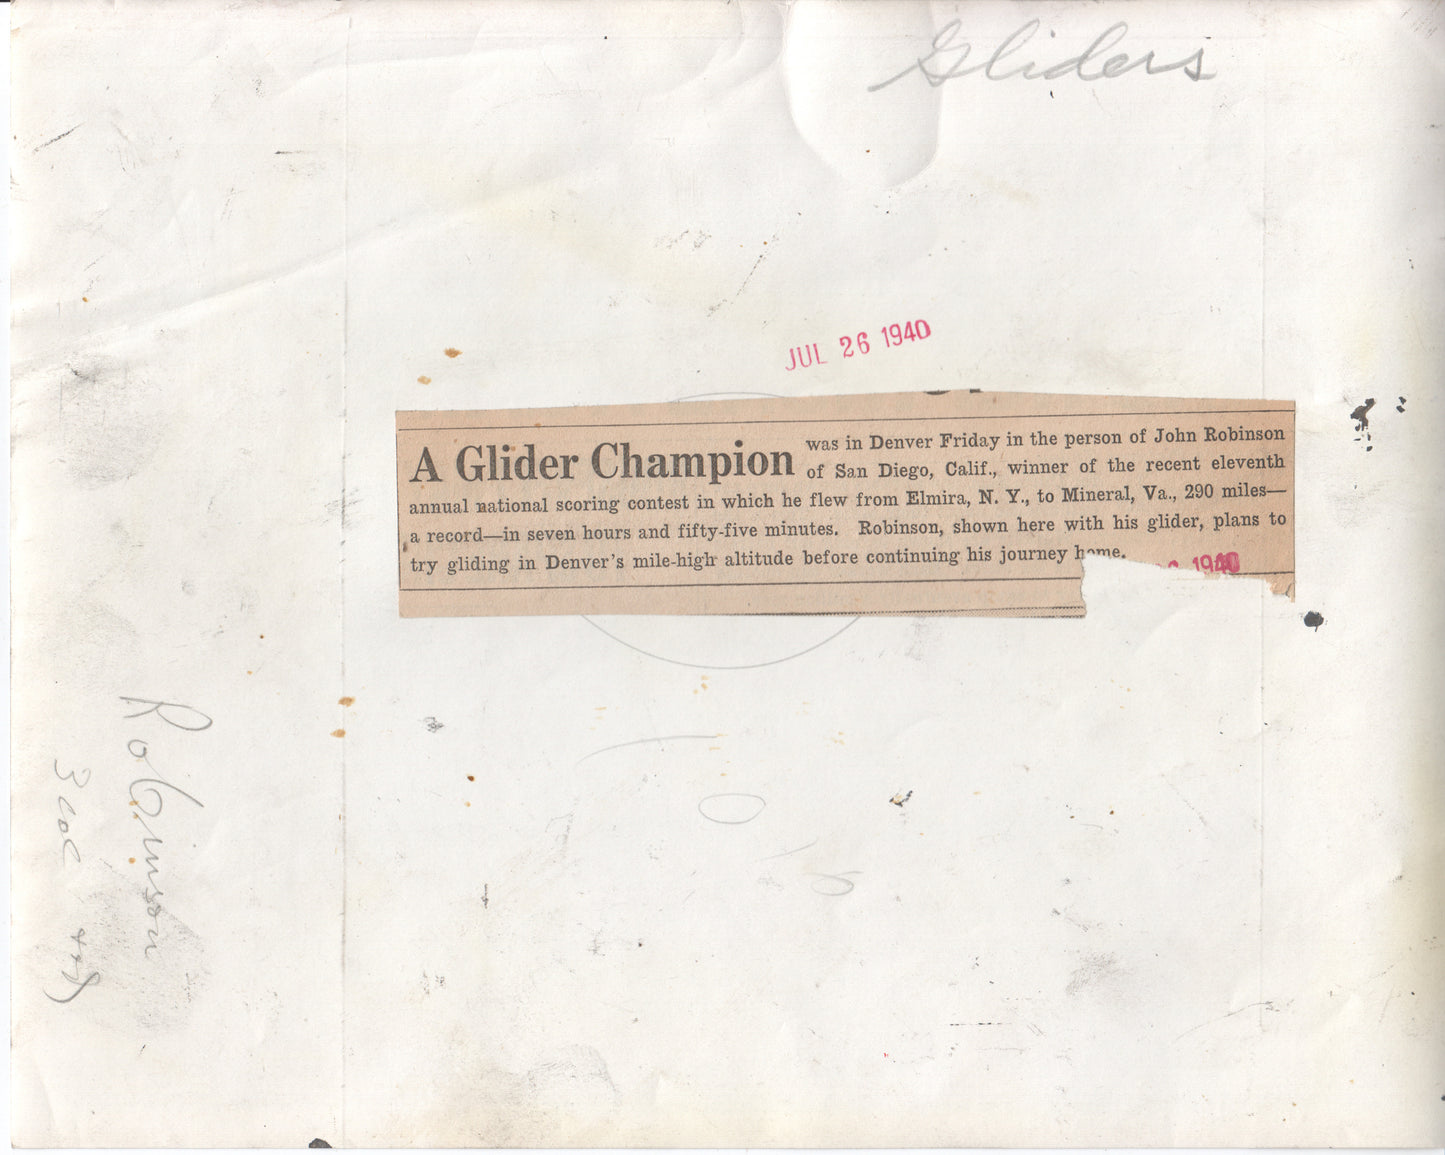 Gliders
JUL 26 1940
A Glider Champion was in Denver Friday in the person of John Robinson
of San Diego, Calif., winner of the recent eleventh
annual national scoring contest in which he flew from Elmira, N. Y., to Mineral, Va., 290 miles—
a record—in seven hours and fifty-five minutes. Robinson, shown here with his glider, plans to
try gliding in Denver's mile-high altitude before continuing his journey home.
1940
Robinson
3 col